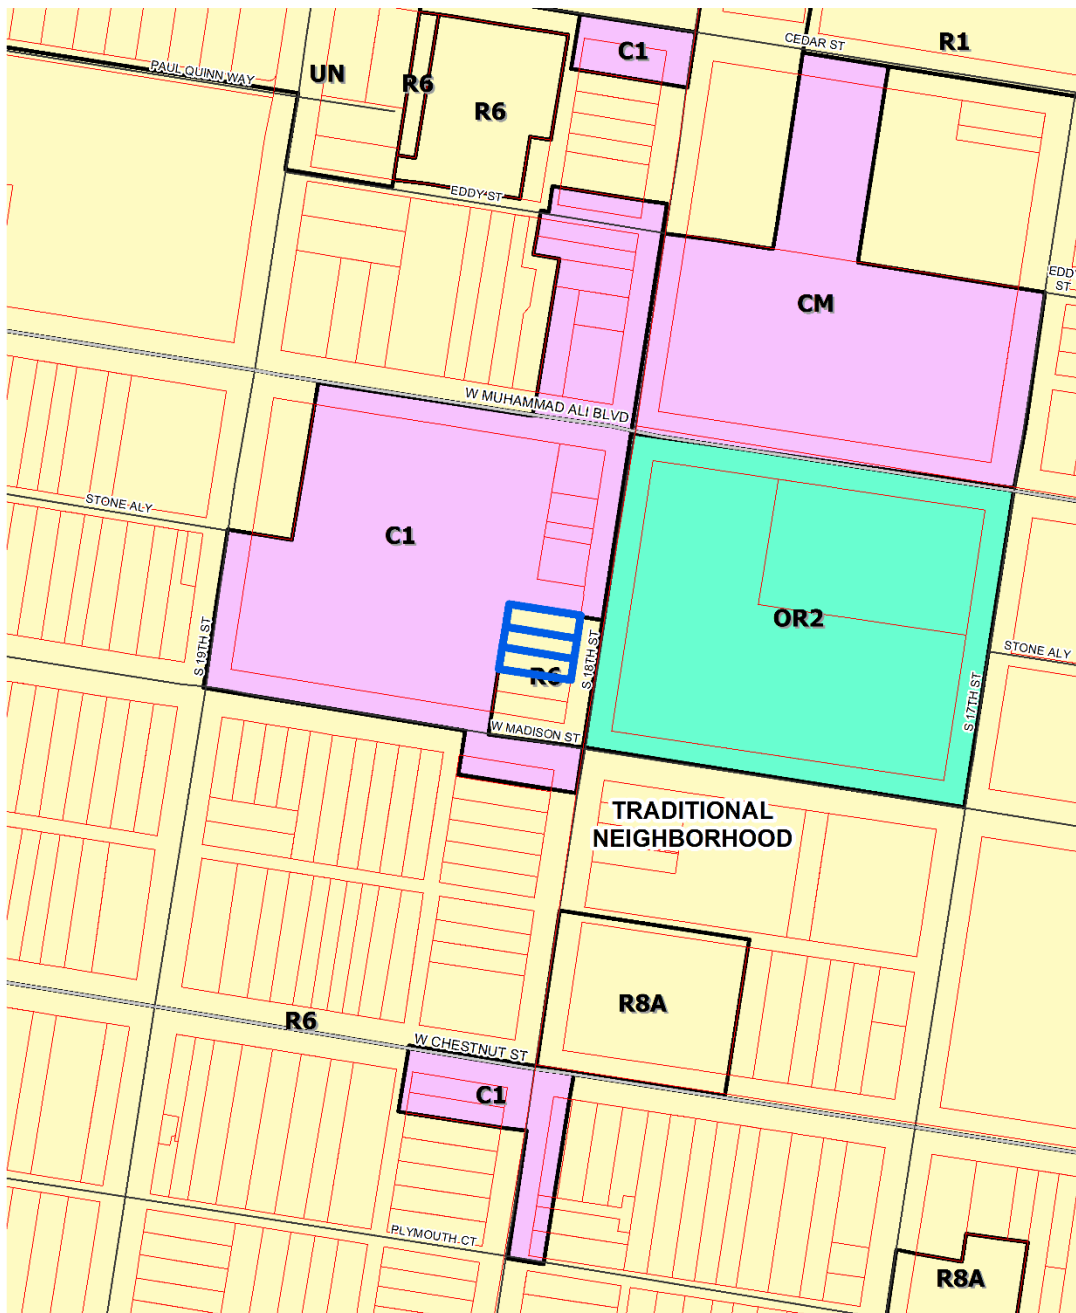 R1
CEDAR ST
C1
PAUL QUINN WAY
UN
R6
R6
EDDY ST
EDDY
ST
CM
W MUHAMMAD ALI BLVD
STONE ALY
C1
OR2
S 19TH ST
S 18TH ST
STONE ALY
R6
S 17TH ST
W MADISON ST
TRADITIONAL
NEIGHBORHOOD
R8A
R6
W CHESTNUT ST
C1
PLYMOUTH CT
R8A